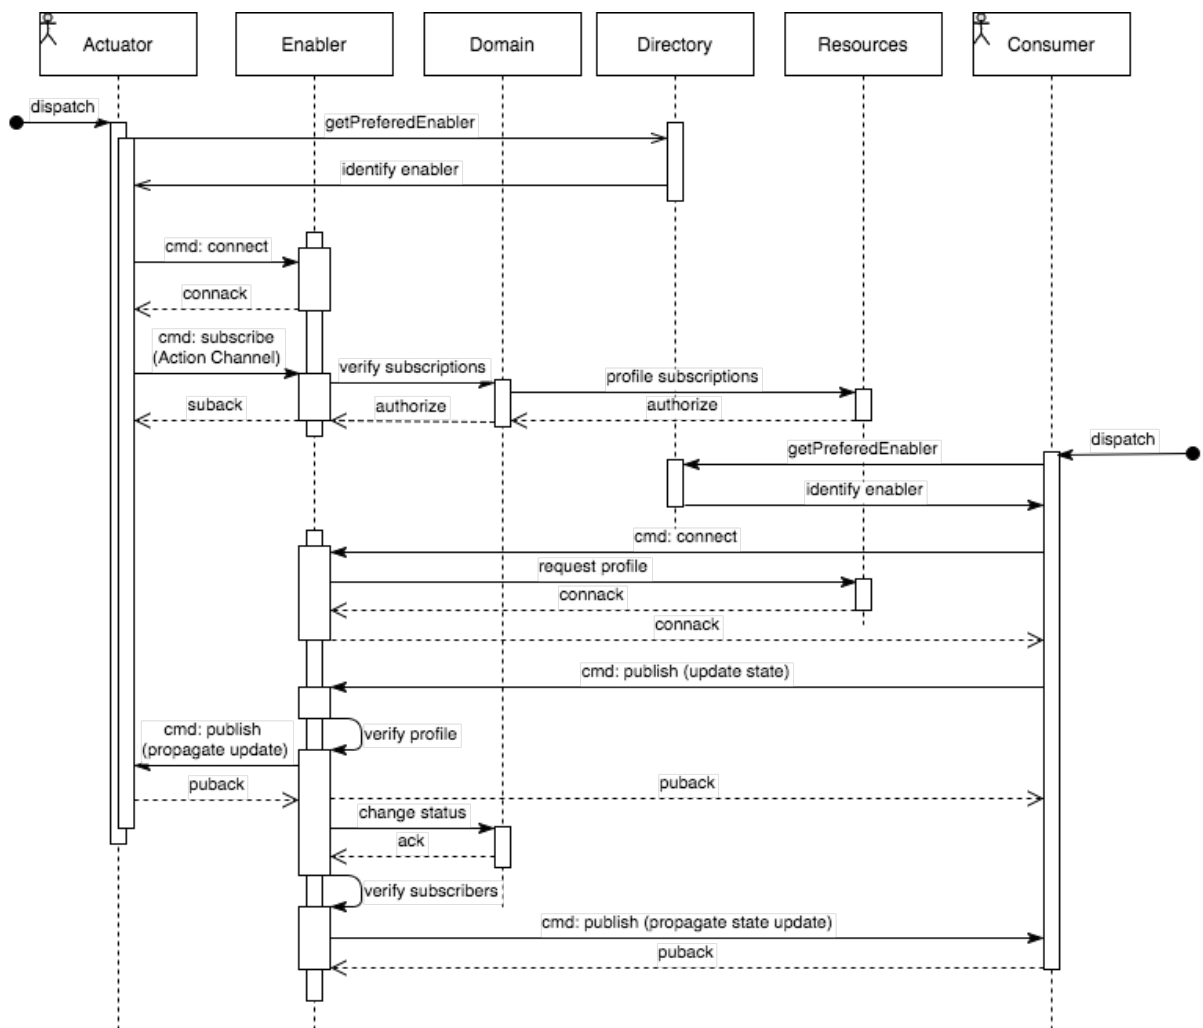 Actuator
Enabler
Domain
Directory
Resources
Consumer
dispatch
getPreferedEnabler
identify enabler
cmd: connect
connack
cmd: subscribe
(Action Channel)
verify subscriptions
profile subscriptions
suback
authorize
authorize
dispatch
getPreferedEnabler
identify enabler
cmd: connect
request profile
connack
connack
cmd: publish (update state)
cmd: publish
(propagate update)
verify profile
puback
puback
change status
ack
verify subscribers
cmd: publish (propagate state update)
puback